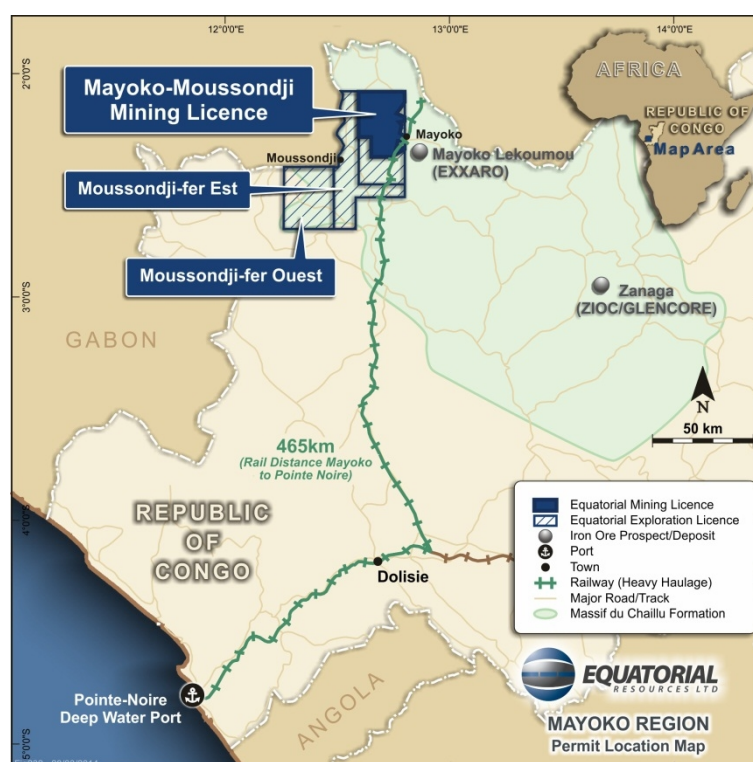 12°0'0"E
13°0'0"E
14°0'0"E
2°0'0"S
3°0'0"S
4°0'0"S
5°0'0"S
Mayoko-Moussondji
Mining Licence
Moussondji
Mayoko
Mayoko Lekoumou
(EXXARO)
Moussondji-fer Est
Moussondji-fer Ouest
AFRICA
REPUBLIC OF
CONGO
Map Area
Zanaga
(ZIOC/GLENCORE)
GABON
N
50 km
465km
(Rail Distance Mayoko
to Pointe Noire)
REPUBLIC
OF
CONGO
Dolisie
Pointe-Noire
Deep Water Port
ANGOLA
Equatorial Mining Licence
Equatorial Exploration Licence
Iron Ore Prospect/Deposit
Port
Town
Railway (Heavy Haulage)
Major Road/Track
Massif du Chaillu Formation
EQUATORIAL
RESOURCES LTD
MAYOKO REGION
Permit Location Map